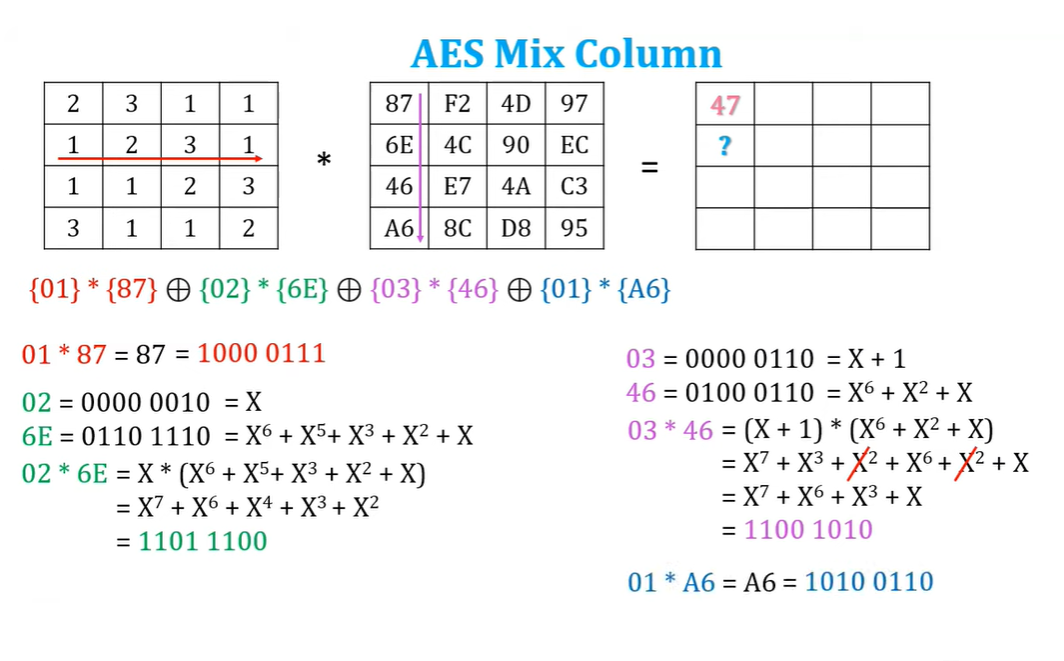 AES Mix Column
2 3 1 1
1 2 3 1
1 1 2 3
3 1 1 2
*
87 F2 4D 97
6E 4C 90 EC
46 E7 4A C3
A6 8C D8 95
=
47
?
{01} * {87} ⊕ {02} * {6E} ⊕ {03} * {46} ⊕ {01} * {A6}
01 * 87 = 87 = 1000 0111
02 = 0000 0010 = X
6E = 0110 1110 = X⁶ + X⁵+ X³ + X² + X
02 * 6E = X * (X⁶ + X⁵+ X³ + X² + X)
= X⁷ + X⁶ + X⁴ + X³ + X²
= 1101 1100
03 = 0000 0110 = X + 1
46 = 0100 0110 = X⁶ + X² + X
03 * 46 = (X + 1) * (X⁶ + X² + X)
= X⁷ + X³ + X² + X⁶ + X² + X
= X⁷ + X⁶ + X³ + X
= 1100 1010
01 * A6 = A6 = 1010 0110